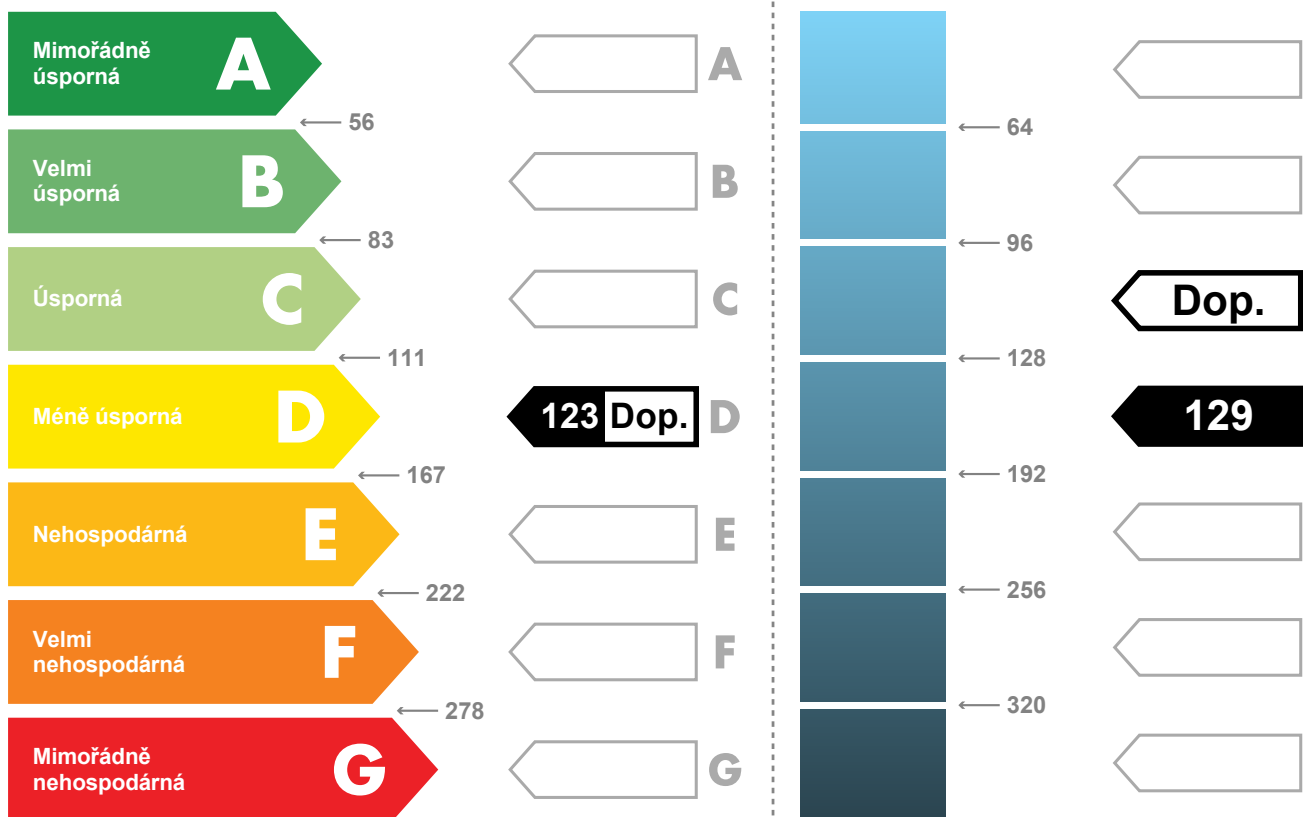 Mimořádně
úsporná
A
A
56
64
Velmi
úsporná
B
B
83
96
Úsporná
C
C
Dop.
111
128
Méně úsporná
D
123 Dop.
D
129
167
192
Nehospodárná
E
E
222
256
Velmi
nehospodárná
F
F
278
320
Mimořádně
nehospodárná
G
G